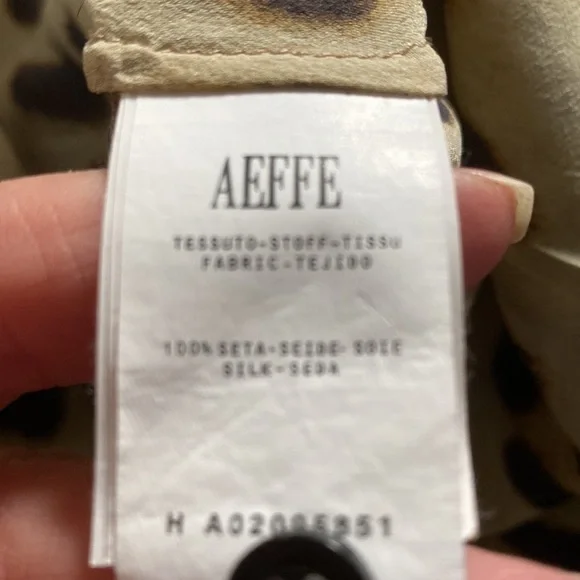 AEFFE
TESSUTO-STOFF-TISSU
FABRIC-TEJIDO
100% SETA-SEIDE-SOIE
SILK-SEDA
H